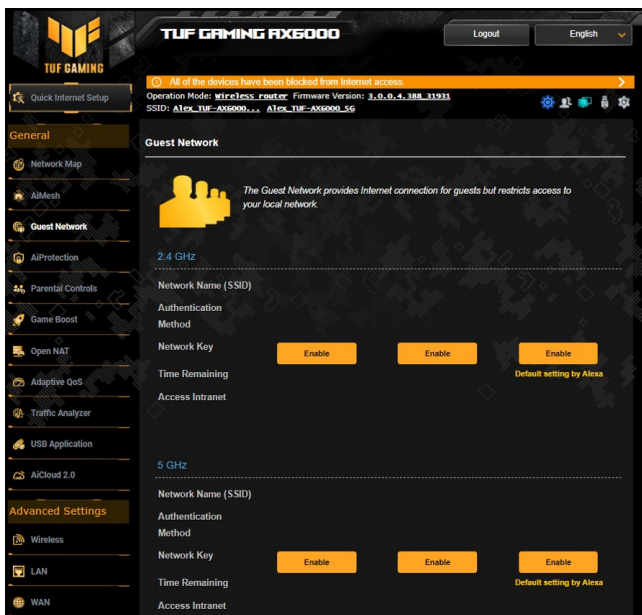 TUF GAMING AX6000
Logout
English
TUF GAMING
Quick Internet Setup
All of the devices have been blocked from Internet access.
Operation Mode: Wireless router Firmware Version: 3.0.0.4.388_31931
SSID: Alex_TUF-AX6000... Alex_TUF-AX6000_5G
General
Network Map
AiMesh
Guest Network
AiProtection
Parental Controls
Game Boost
Open NAT
Adaptive QoS
Traffic Analyzer
USB Application
AiCloud 2.0
Advanced Settings
Wireless
LAN
WAN
Guest Network
The Guest Network provides Internet connection for guests but restricts access to
your local network.
2.4 GHz
Network Name (SSID)
Authentication
Method
Network Key
Enable Enable Enable
Time Remaining
Default setting by Alexa
Access Intranet
5 GHz
Network Name (SSID)
Authentication
Method
Network Key
Enable Enable Enable
Time Remaining
Default setting by Alexa
Access Intranet